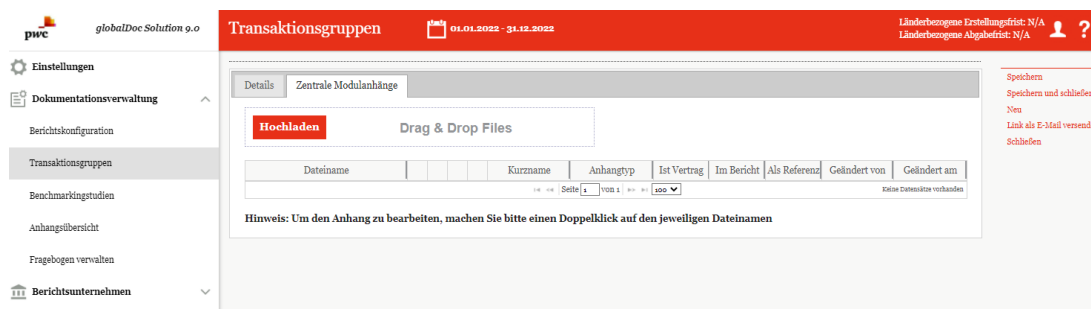 pwc
globalDoc Solution 9.0
Transaktionsgruppen
01.01.2022 - 31.12.2022
Länderbezogene Erstellungsfrist: N/A
Länderbezogene Abgabefrist: N/A
?
Einstellungen
Dokumentationsverwaltung
Berichtskonfiguration
Transaktionsgruppen
Benchmarkingstudien
Anhangsübersicht
Fragebogen verwalten
Berichtsunternehmen
Details
Zentrale Modulanhänge
Hochladen
Drag & Drop Files
Dateiname Kurzname Anhangtyp Ist Vertrag Im Bericht Als Referenz Geändert von Geändert am
Seite 1 von 1 100 Keine Datensätze vorhanden
Hinweis: Um den Anhang zu bearbeiten, machen Sie bitte einen Doppelklick auf den jeweiligen Dateinamen
Speichern
Speichern und schließen
Neu
Link als E-Mail versend
Schließen